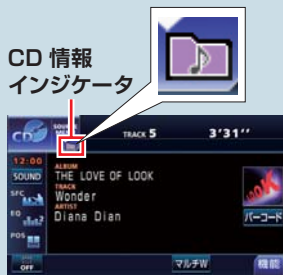 CD 情報
インジケータ
CD
TRACK 5
3'31''
12:00
SOUND
ALBUM
THE LOVE OF LOOK
SFC
TRACK
Wonder
EQ
ARTIST
Diana Dian
バーコード
POS
OFF
マルチW
機能